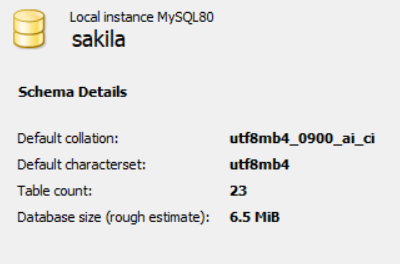 Local instance MySQL80
sakila
Schema Details
Default collation: utf8mb4_0900_ai_ci
Default characterset: utf8mb4
Table count: 23
Database size (rough estimate): 6.5 MiB